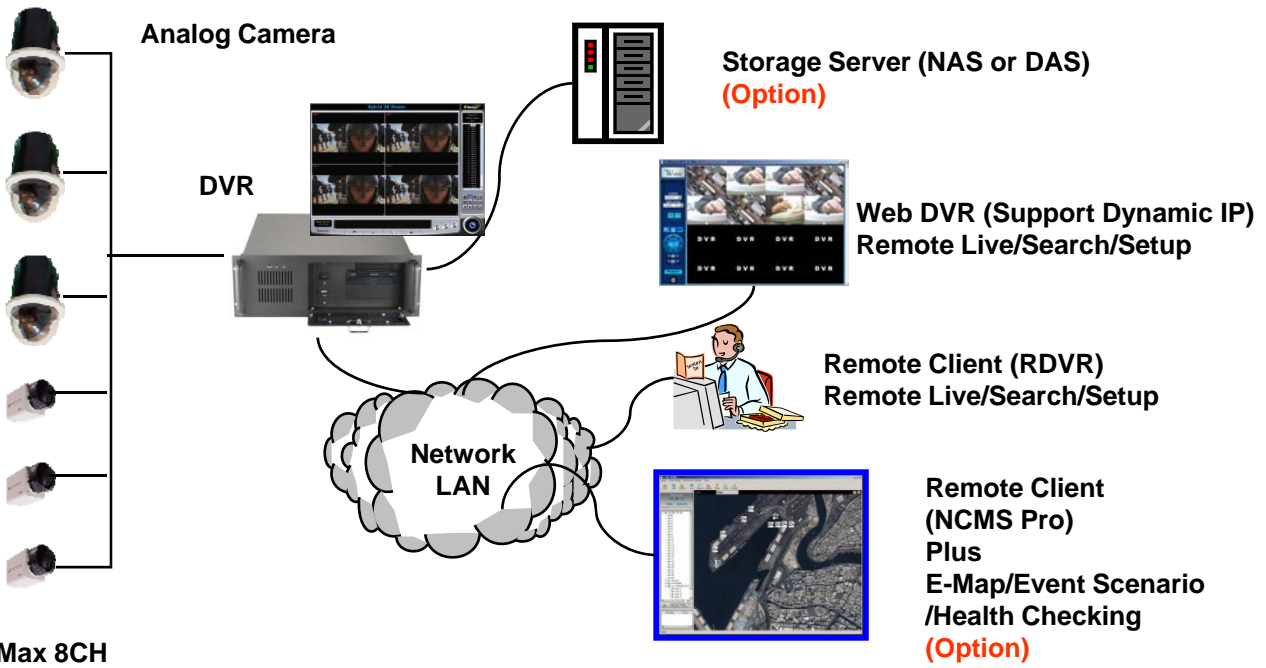 Analog Camera
Storage Server (NAS or DAS)
(Option)
DVR
Web DVR (Support Dynamic IP)
Remote Live/Search/Setup
DVR DVR DVR DVR
DVR DVR DVR DVR
Remote Client (RDVR)
Remote Live/Search/Setup
Network
LAN
Remote Client
(NCMS Pro)
Plus
E-Map/Event Scenario
/Health Checking
(Option)
Max 8CH